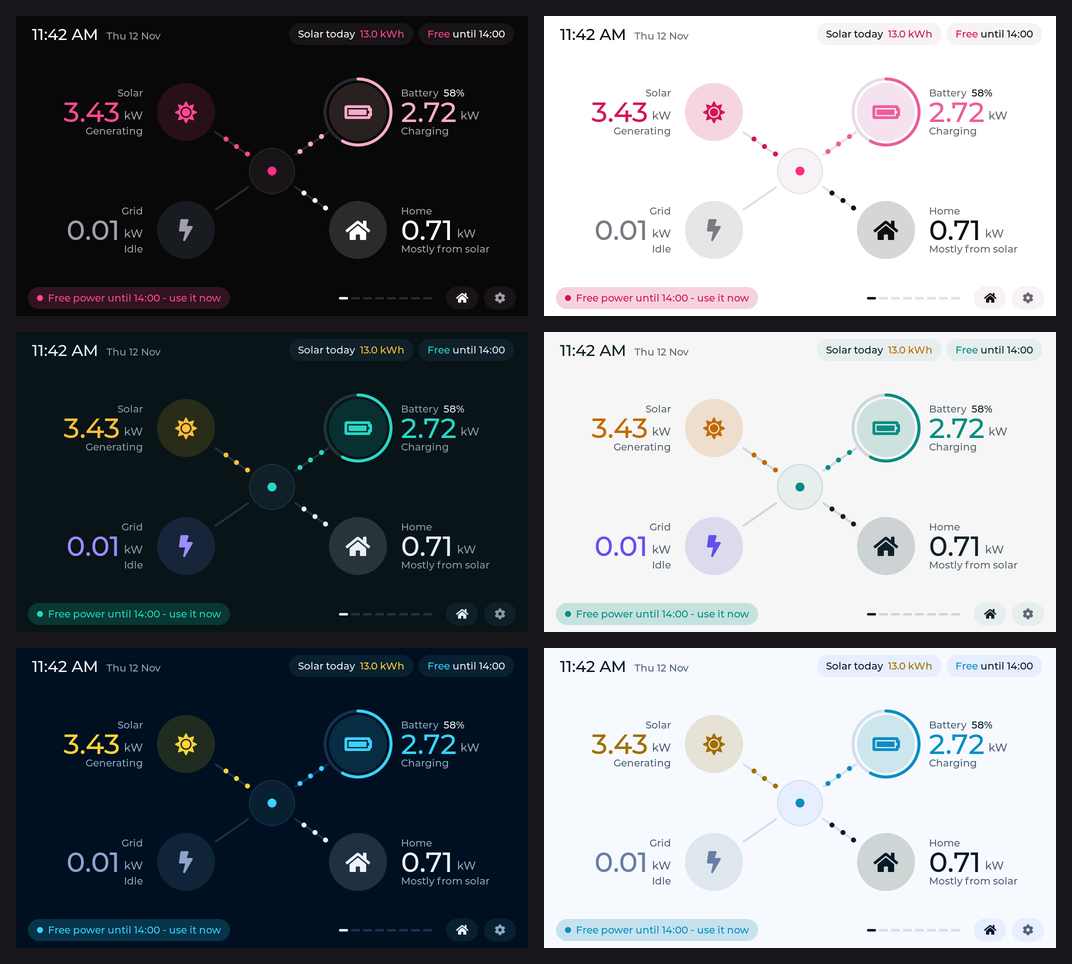 11:42 AM Thu 12 Nov Solar today 13.0 kWh Free until 14:00
Solar
3.43 kW
Generating
Battery 58%
2.72 kW
Charging
Grid
0.01 kW
Idle
Home
0.71 kW
Mostly from solar
Free power until 14:00 - use it now
11:42 AM Thu 12 Nov Solar today 13.0 kWh Free until 14:00
Solar
3.43 kW
Generating
Battery 58%
2.72 kW
Charging
Grid
0.01 kW
Idle
Home
0.71 kW
Mostly from solar
Free power until 14:00 - use it now
11:42 AM Thu 12 Nov Solar today 13.0 kWh Free until 14:00
Solar
3.43 kW
Generating
Battery 58%
2.72 kW
Charging
Grid
0.01 kW
Idle
Home
0.71 kW
Mostly from solar
Free power until 14:00 - use it now
11:42 AM Thu 12 Nov Solar today 13.0 kWh Free until 14:00
Solar
3.43 kW
Generating
Battery 58%
2.72 kW
Charging
Grid
0.01 kW
Idle
Home
0.71 kW
Mostly from solar
Free power until 14:00 - use it now
11:42 AM Thu 12 Nov Solar today 13.0 kWh Free until 14:00
Solar
3.43 kW
Generating
Battery 58%
2.72 kW
Charging
Grid
0.01 kW
Idle
Home
0.71 kW
Mostly from solar
Free power until 14:00 - use it now
11:42 AM Thu 12 Nov Solar today 13.0 kWh Free until 14:00
Solar
3.43 kW
Generating
Battery 58%
2.72 kW
Charging
Grid
0.01 kW
Idle
Home
0.71 kW
Mostly from solar
Free power until 14:00 - use it now